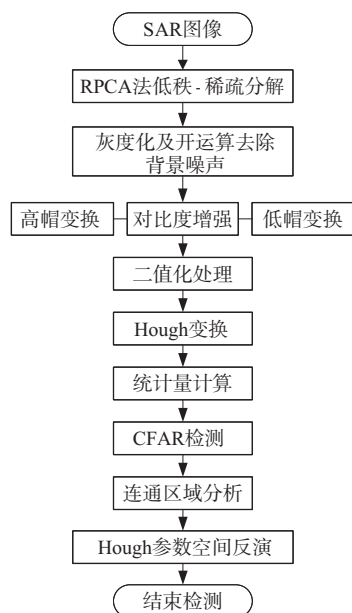 SAR图像
RPCA法低秩-稀疏分解
灰度化及开运算去除
背景噪声
高帽变换
对比度增强
低帽变换
二值化处理
Hough变换
统计量计算
CFAR检测
连通区域分析
Hough参数空间反演
结束检测